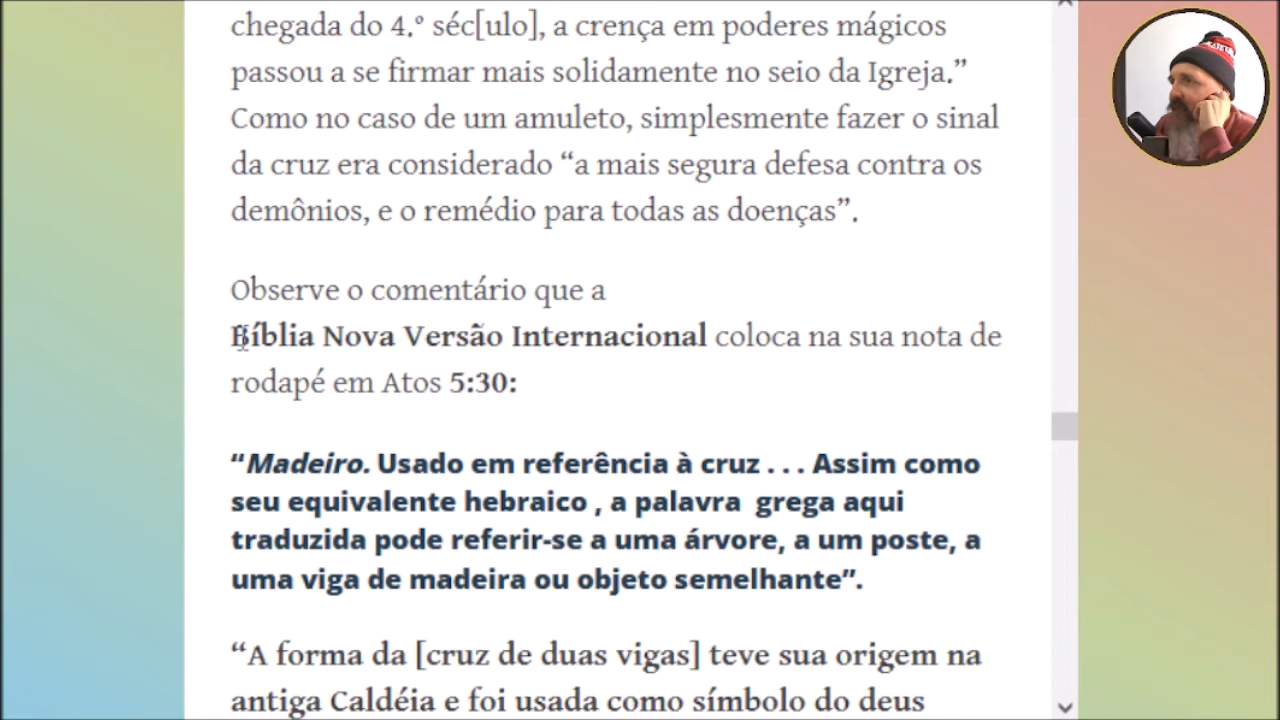 chegada do 4.° séc[ulo], a crença em poderes mágicos
passou a se firmar mais solidamente no seio da Igreja.”
Como no caso de um amuleto, simplesmente fazer o sinal
da cruz era considerado “a mais segura defesa contra os
demônios, e o remédio para todas as doenças”.
Observe o comentário que a
Bíblia Nova Versão Internacional coloca na sua nota de
rodapé em Atos 5:30:
“Madeiro. Usado em referência à cruz . . . Assim como
seu equivalente hebraico , a palavra grega aqui
traduzida pode referir-se a uma árvore, a um poste, a
uma viga de madeira ou objeto semelhante”.
“A forma da [cruz de duas vigas] teve sua origem na
antiga Caldéia e foi usada como símbolo do deus